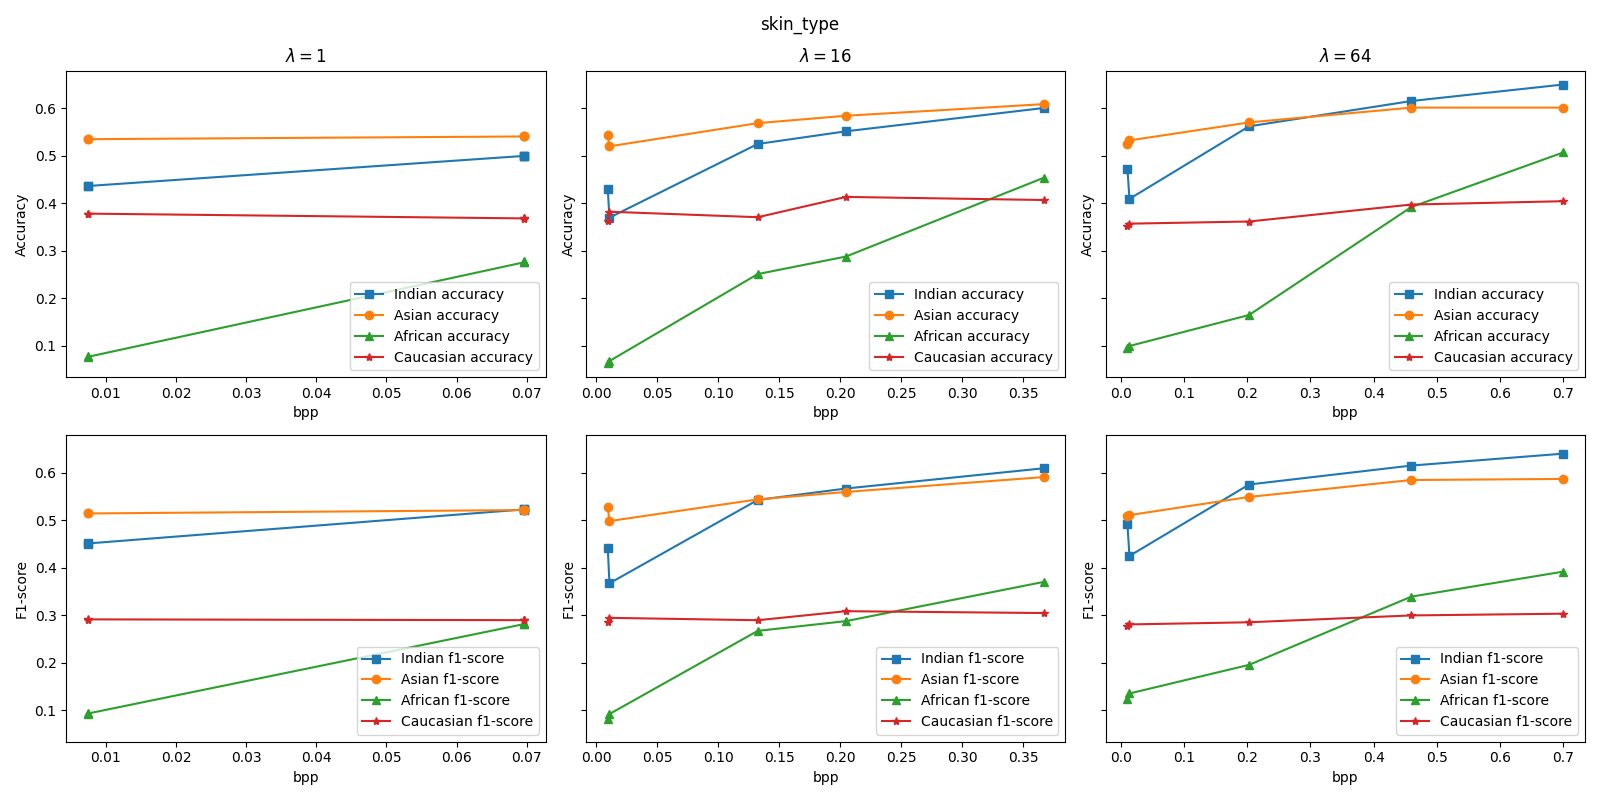 skin_type
λ = 1
λ = 16
λ = 64
Accuracy
0.6
0.5
0.4
0.3
0.2
0.1
Indian accuracy
Asian accuracy
African accuracy
Caucasian accuracy
0.01 0.02 0.03 0.04 0.05 0.06 0.07
bpp
Accuracy
Indian accuracy
Asian accuracy
African accuracy
Caucasian accuracy
0.00 0.05 0.10 0.15 0.20 0.25 0.30 0.35
bpp
Accuracy
Indian accuracy
Asian accuracy
African accuracy
Caucasian accuracy
0.0 0.1 0.2 0.3 0.4 0.5 0.6 0.7
bpp
F1-score
0.6
0.5
0.4
0.3
0.2
0.1
Indian f1-score
Asian f1-score
African f1-score
Caucasian f1-score
0.01 0.02 0.03 0.04 0.05 0.06 0.07
bpp
F1-score
Indian f1-score
Asian f1-score
African f1-score
Caucasian f1-score
0.00 0.05 0.10 0.15 0.20 0.25 0.30 0.35
bpp
F1-score
Indian f1-score
Asian f1-score
African f1-score
Caucasian f1-score
0.0 0.1 0.2 0.3 0.4 0.5 0.6 0.7
bpp